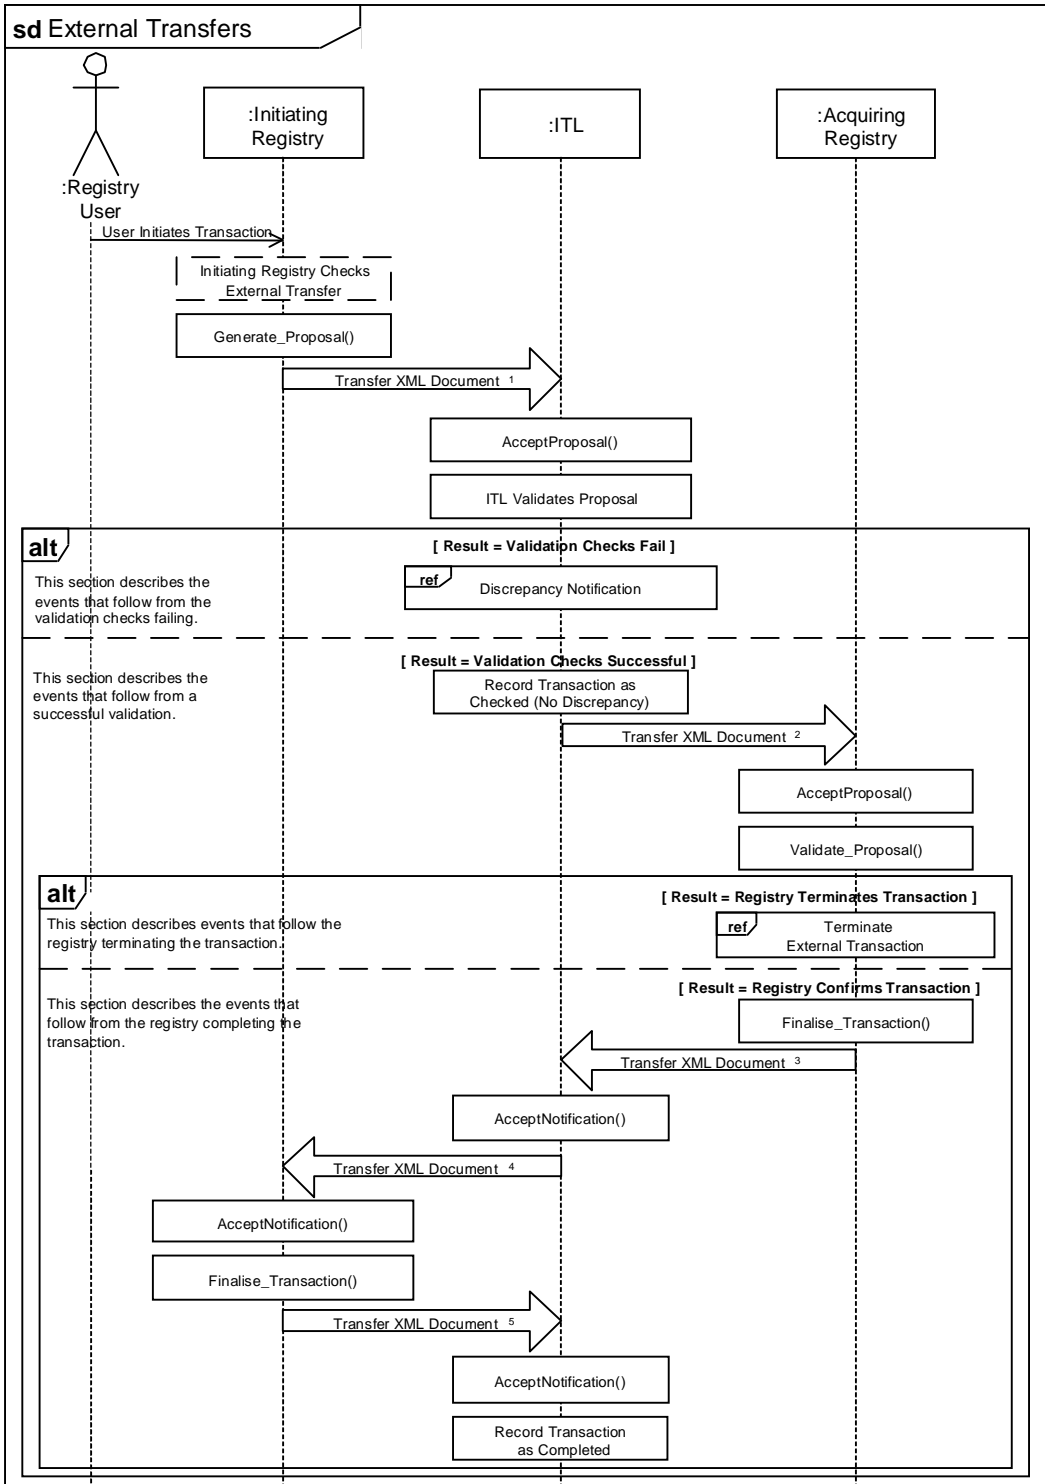 sd External Transfers
:Registry
User
:Initiating
Registry
:ITL
:Acquiring
Registry
User Initiates Transaction
Initiating Registry Checks
External Transfer
Generate_Proposal()
Transfer XML Document 1
AcceptProposal()
ITL Validates Proposal
alt
[ Result = Validation Checks Fail ]
This section describes the
events that follow from the
validation checks failing.
ref
Discrepancy Notification
[ Result = Validation Checks Successful ]
This section describes the
events that follow from a
successful validation.
Record Transaction as
Checked (No Discrepancy)
Transfer XML Document 2
AcceptProposal()
Validate_Proposal()
alt
[ Result = Registry Terminates Transaction ]
This section describes events that follow the
registry terminating the transaction.
ref
Terminate
External Transaction
[ Result = Registry Confirms Transaction ]
This section describes the events that
follow from the registry completing the
transaction.
Finalise_Transaction()
Transfer XML Document 3
AcceptNotification()
Transfer XML Document 4
AcceptNotification()
Finalise_Transaction()
Transfer XML Document 5
AcceptNotification()
Record Transaction
as Completed